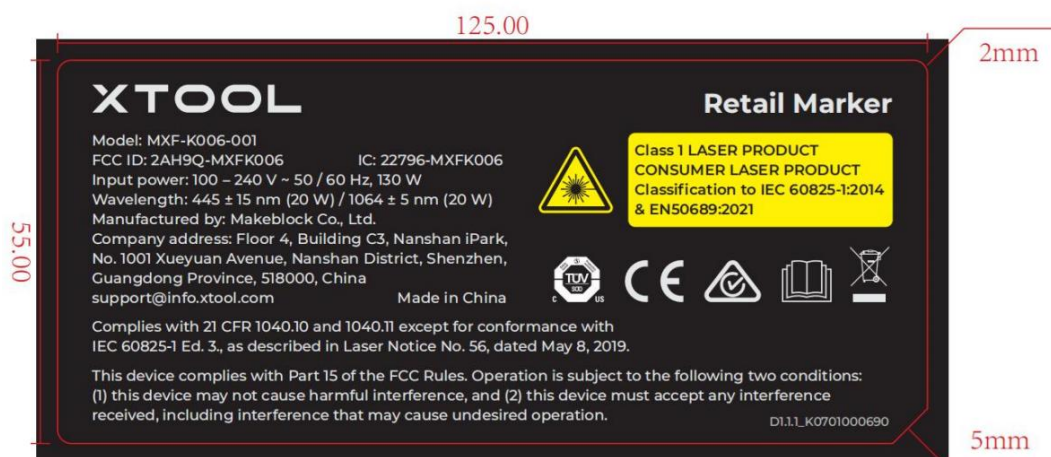 125.00
2mm
XTOOL
Retail Marker
Model: MXF-K006-001
FCC ID: 2AH9Q-MXFK006 IC: 22796-MXFK006
Input power: 100 – 240 V ~ 50 / 60 Hz, 130 W
Wavelength: 445 ± 15 nm (20 W) / 1064 ± 5 nm (20 W)
Manufactured by: Makeblock Co., Ltd.
Company address: Floor 4, Building C3, Nanshan iPark,
No. 1001 Xueyuan Avenue, Nanshan District, Shenzhen,
Guangdong Province, 518000, China
support@info.xtool.com Made in China
Class 1 LASER PRODUCT
CONSUMER LASER PRODUCT
Classification to IEC 60825-1:2014
& EN50689:2021
TÜV
SÜD
C US
CE
55.00
Complies with 21 CFR 1040.10 and 1040.11 except for conformance with
IEC 60825-1 Ed. 3., as described in Laser Notice No. 56, dated May 8, 2019.
This device complies with Part 15 of the FCC Rules. Operation is subject to the following two conditions:
(1) this device may not cause harmful interference, and (2) this device must accept any interference
received, including interference that may cause undesired operation.
D1.1.1_K0701000690
5mm